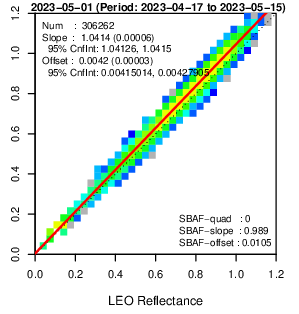 2023-05-01 (Period: 2023-04-17 to 2023-05-15)
Num : 306262
Slope : 1.0414 (0.00006)
95% CnfInt: 1.04126, 1.0415
Offset : 0.0042 (0.00003)
95% CnfInt: 0.00415014, 0.00427905
1.2
1.0
0.8
0.6
0.4
0.2
0.0
SBAF-quad : 0
SBAF-slope : 0.989
SBAF-offset : 0.0105
0.0 0.2 0.4 0.6 0.8 1.0 1.2
LEO Reflectance